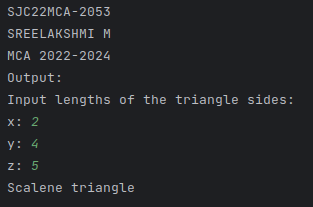 SJC22MCA-2053
SREELAKSHMI M
MCA 2022-2024
Output:
Input lengths of the triangle sides:
x: 2
y: 4
z: 5
Scalene triangle